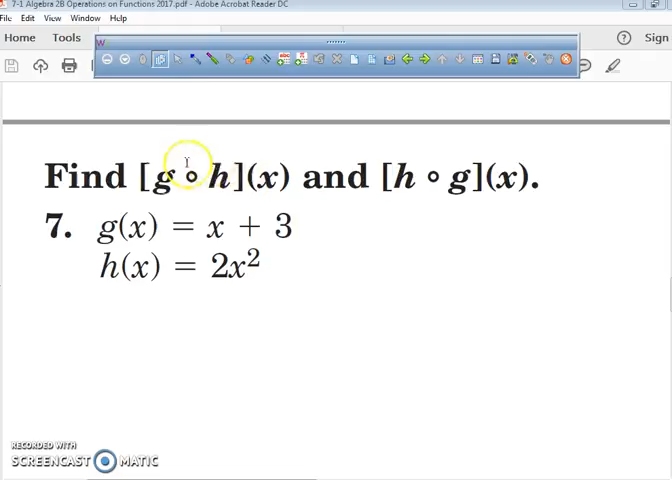 7-1 Algebra 2B Operations on Functions 2017.pdf - Adobe Acrobat Reader DC
File Edit View Window Help
Home Tools
Sign
Find [g ∘ h](x) and [h ∘ g](x).
7. g(x) = x + 3
h(x) = 2x²
RECORDED WITH
SCREENCAST MATIC